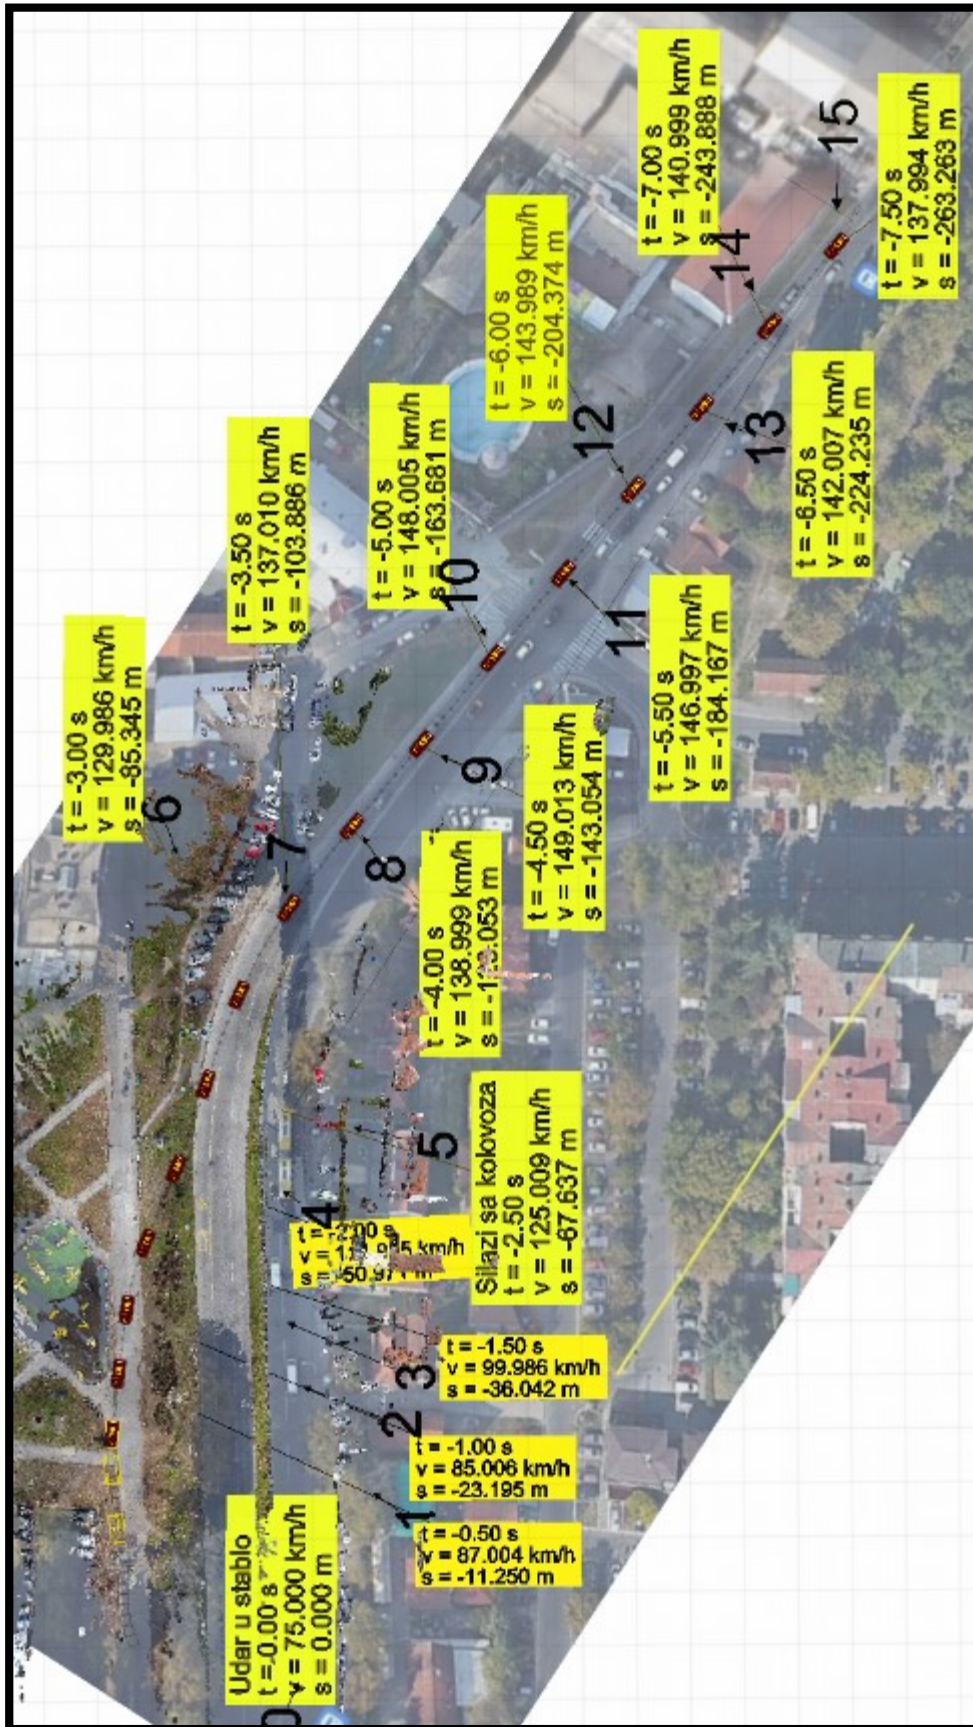 Udar u stablo
t = -0.00 s
v = 75.000 km/h
s = 0.000 m
0
t = -0.50 s
v = 87.004 km/h
s = -11.250 m
1
t = -1.00 s
v = 85.006 km/h
s = -23.195 m
2
t = -1.50 s
v = 99.986 km/h
s = -36.042 m
3
4
Silazi sa kolovoza
t = -2.50 s
v = 125.009 km/h
s = -67.637 m
5
t = -3.00 s
v = 129.986 km/h
s = -85.345 m
6
t = -3.50 s
v = 137.010 km/h
s = -103.886 m
7
t = -4.00 s
v = 138.999 km/h
8
t = -4.50 s
v = 149.013 km/h
s = -143.054 m
9
t = -5.00 s
v = 148.005 km/h
s = -163.681 m
10
t = -5.50 s
v = 146.997 km/h
s = -184.167 m
11
t = -6.00 s
v = 143.989 km/h
s = -204.374 m
12
t = -6.50 s
v = 142.007 km/h
s = -224.235 m
13
t = -7.00 s
v = 140.999 km/h
s = -243.888 m
14
t = -7.50 s
v = 137.994 km/h
s = -263.263 m
15